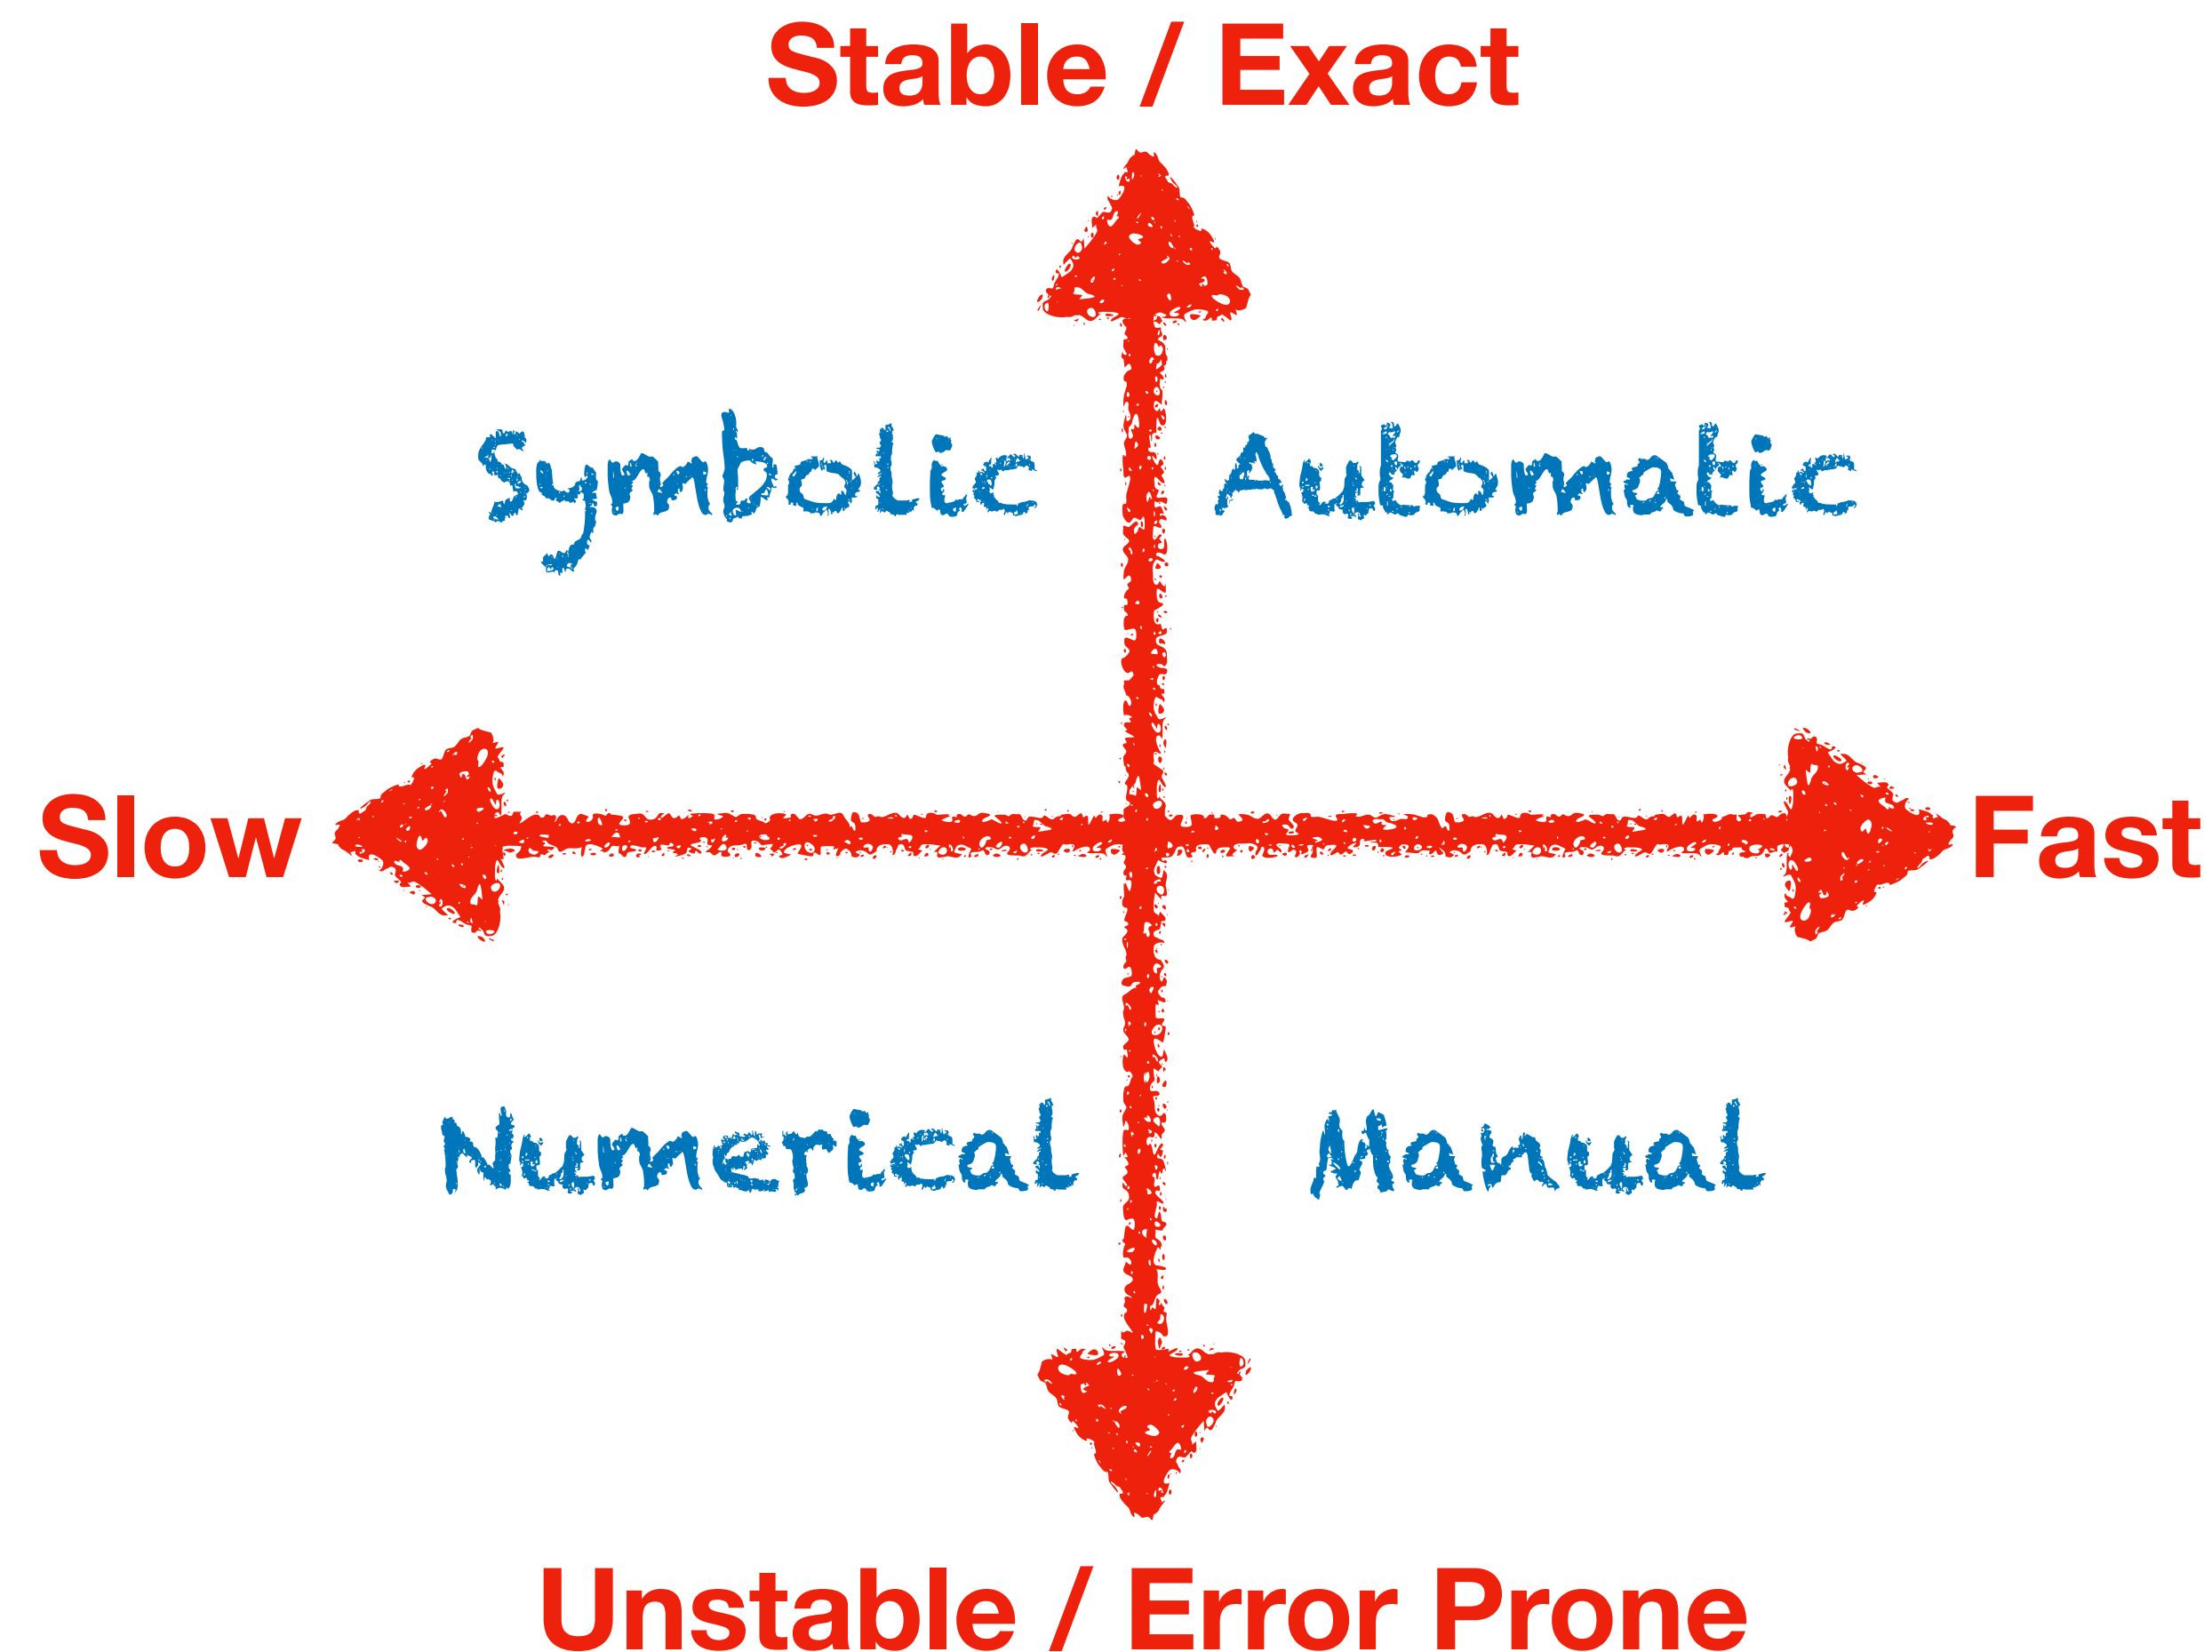 Stable / Exact
Symbolic Automatic
Slow Fast
Numerical Manual
Unstable / Error Prone